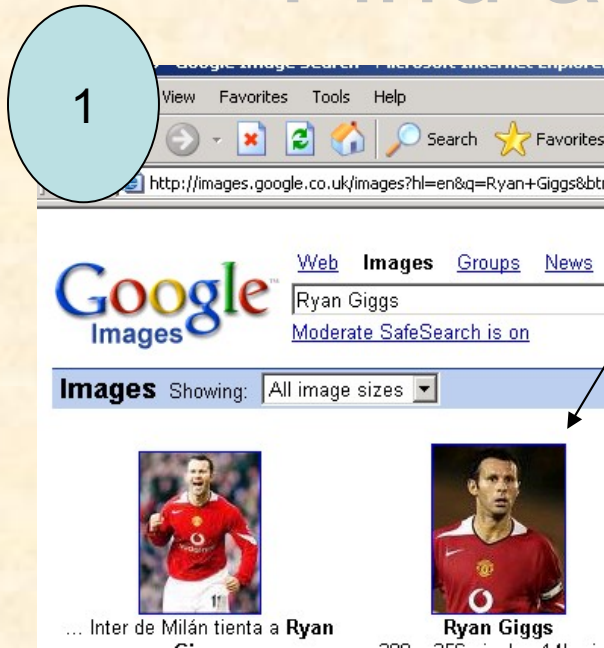 1
View Favorites Tools Help
Search Favorites
http://images.google.co.uk/images?hl=en&q=Ryan+Giggs&bt
Google™
Images
Web Images Groups News
Ryan Giggs
Moderate SafeSearch is on
Images Showing: All image sizes
... Inter de Milán tienta a Ryan
Ryan Giggs